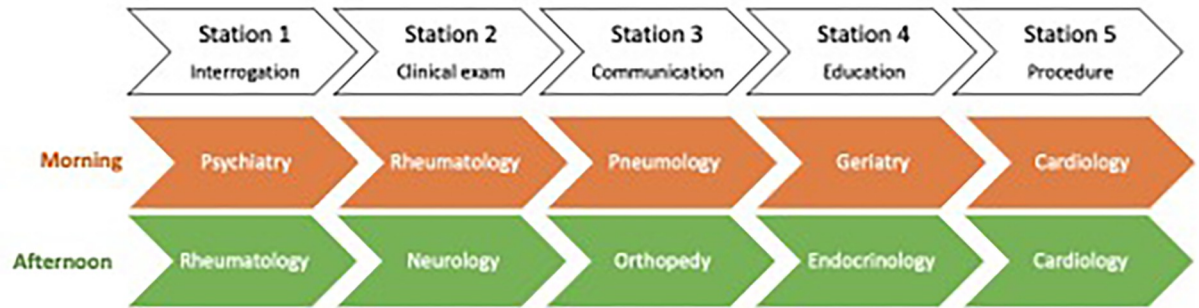 Station 1 Station 2 Station 3 Station 4 Station 5
Interrogation Clinical exam Communication Education Procedure
Morning Psychiatry Rheumatology Pneumology Geriatry Cardiology
Afternoon Rheumatology Neurology Orthopedy Endocrinology Cardiology